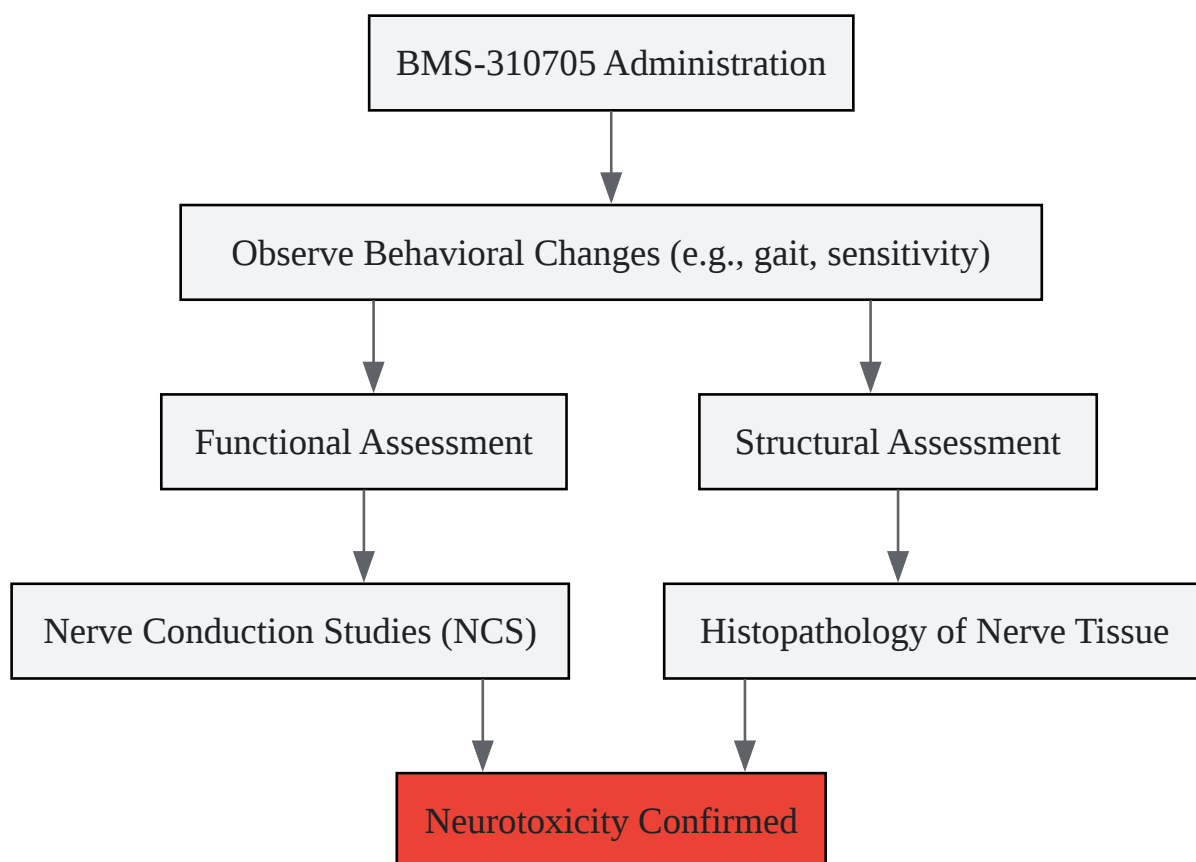 BMS-310705 Administration
Observe Behavioral Changes (e.g., gait, sensitivity)
Functional Assessment
Structural Assessment
Nerve Conduction Studies (NCS)
Histopathology of Nerve Tissue
Neurotoxicity Confirmed